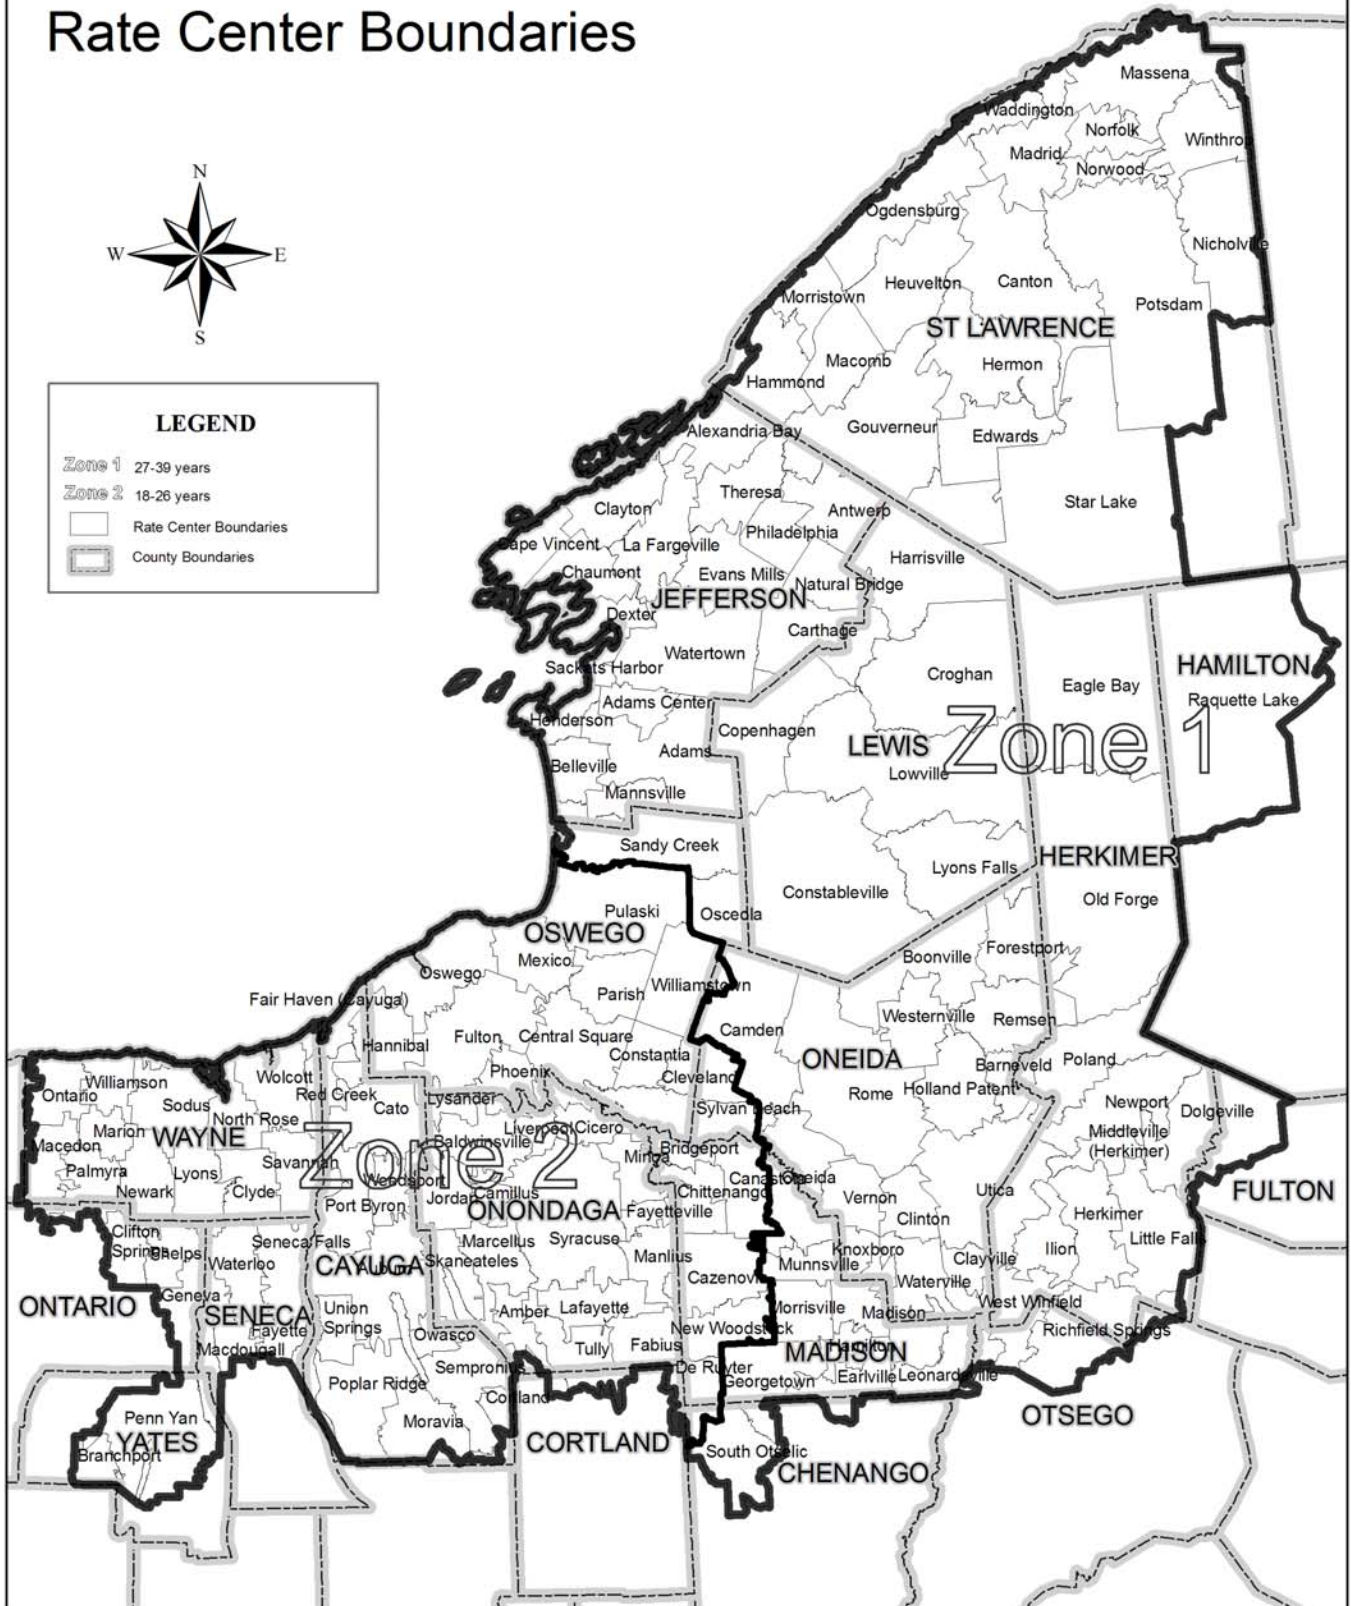 Rate Center Boundaries
N
W
E
S
LEGEND
Zone 1 27-39 years
Zone 2 18-26 years
Rate Center Boundaries
County Boundaries
Massena
Waddington
Norfolk
Winthrop
Madrid
Norwood
Ogdensburg
Nicholville
Heuvelton
Canton
Morristown
Potsdam
ST LAWRENCE
Macomb
Hermon
Hammond
Alexandria Bay
Gouverneur
Edwards
Theresa
Star Lake
Clayton
Antwerp
Philadelphia
Cape Vincent
La Fargeville
Harrisville
Chaumont
Evans Mills
Natural Bridge
JEFFERSON
Dexter
Carthage
Watertown
Sackets Harbor
HAMILTON
Croghan
Eagle Bay
Raquette Lake
Adams Center
Henderson
Copenhagen
Zone 1
LEWIS
Adams
Belleville
Lowville
Mannsville
Sandy Creek
HERKIMER
Lyons Falls
Constableville
Old Forge
Pulaski
Osceola
OSWEGO
Forestport
Boonville
Mexico
Oswego
Williamstown
Parish
Fair Haven (Cayuga)
Westernville
Remsen
Camden
Fulton
Central Square
Hannibal
Constantia
ONEIDA
Poland
Barneveld
Phoenix
Cleveland
Wolcott
Williamson
Ontario
Red Creek
Holland Patent
Rome
Lysander
Sodus
Cato
Sylvan Beach
Newport
Dolgeville
North Rose
Marion
WAYNE
Liverpool
Cicero
Middleville
(Herkimer)
Macedon
Zone 2
Baldwinsville
Bridgeport
Minoa
Savannah
Palmyra
Lyons
Weedsport
Canastota
Oneida
Newark
Clyde
Jordan
Camillus
Chittenango
Utica
FULTON
Port Byron
ONONDAGA
Fayetteville
Vernon
Clinton
Herkimer
Clifton
Springs
Phelps
Seneca Falls
Marcellus
Syracuse
Little Falls
Waterloo
CAYUGA
Auburn
Skaneateles
Manlius
Knoxboro
Ilion
Munnsville
Clayville
Cazenovia
Waterville
Geneva
ONTARIO
SENECA
Union
Springs
Amber
Lafayette
Morrisville
Madison
West Winfield
Fayette
Owasco
New Woodstock
Richfield Springs
Macdougall
Tully
Fabius
MADISON
Hamilton
Sempronius
De Ruyter
Georgetown
Earlville
Leonardsville
Poplar Ridge
Cortland
Penn Yan
Moravia
OTSEGO
YATES
CORTLAND
Branchport
South Otselic
CHENANGO